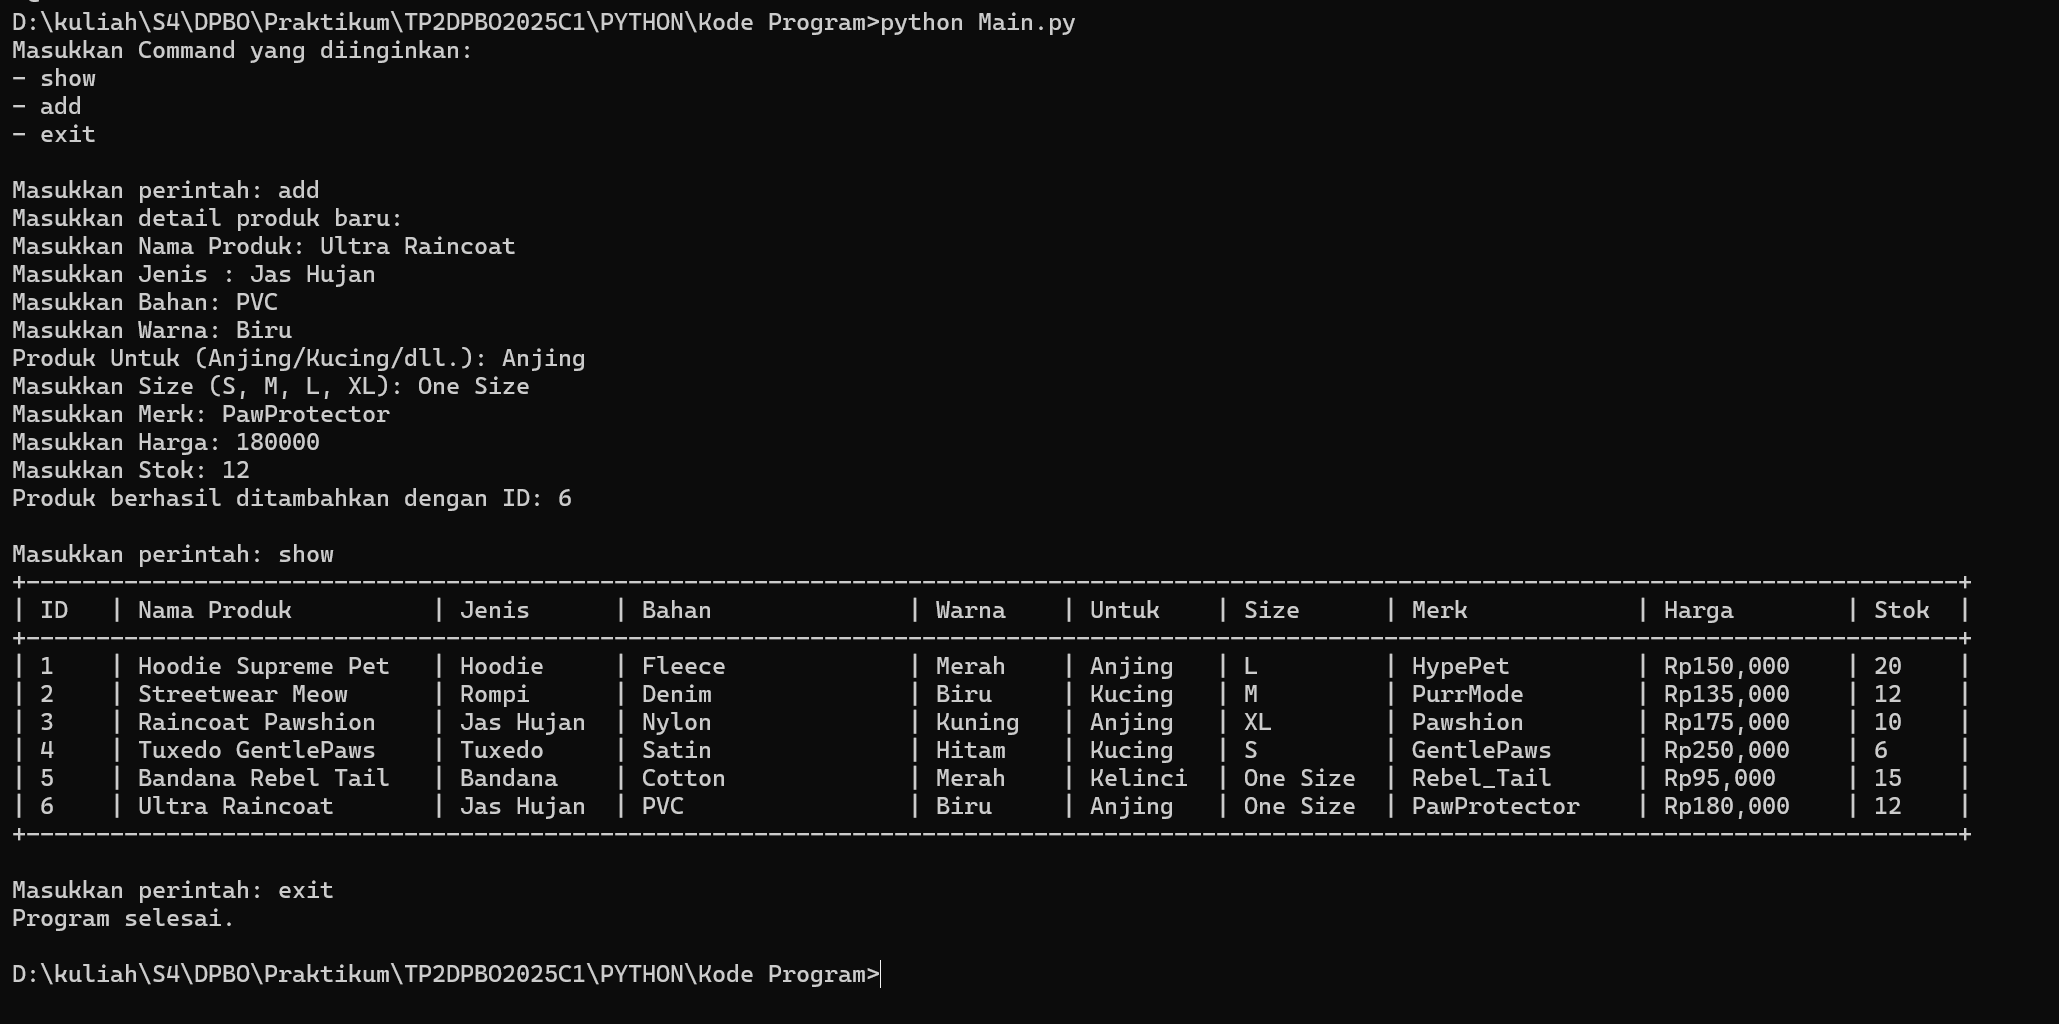 D:\kuliah\S4\DPBO\Praktikum\TP2DPBO2025C1\PYTHON\Kode Program>python Main.py
Masukkan Command yang diinginkan:
- show
- add
- exit

Masukkan perintah: add
Masukkan detail produk baru:
Masukkan Nama Produk: Ultra Raincoat
Masukkan Jenis : Jas Hujan
Masukkan Bahan: PVC
Masukkan Warna: Biru
Produk Untuk (Anjing/Kucing/dll.): Anjing
Masukkan Size (S, M, L, XL): One Size
Masukkan Merk: PawProtector
Masukkan Harga: 180000
Masukkan Stok: 12
Produk berhasil ditambahkan dengan ID: 6

Masukkan perintah: show
+------------------------------------------------------------------------------------------------------------------------------------------+
| ID   | Nama Produk          | Jenis      | Bahan              | Warna    | Untuk    | Size      | Merk            | Harga        | Stok  |
+------------------------------------------------------------------------------------------------------------------------------------------+
| 1    | Hoodie Supreme Pet   | Hoodie     | Fleece             | Merah    | Anjing   | L         | HypePet         | Rp150,000    | 20    |
| 2    | Streetwear Meow      | Rompi      | Denim              | Biru     | Kucing   | M         | PurrMode        | Rp135,000    | 12    |
| 3    | Raincoat Pawshion    | Jas Hujan  | Nylon              | Kuning   | Anjing   | XL        | Pawshion        | Rp175,000    | 10    |
| 4    | Tuxedo GentlePaws    | Tuxedo     | Satin              | Hitam    | Kucing   | S         | GentlePaws      | Rp250,000    | 6     |
| 5    | Bandana Rebel Tail   | Bandana    | Cotton             | Merah    | Kelinci  | One Size  | Rebel_Tail      | Rp95,000     | 15    |
| 6    | Ultra Raincoat       | Jas Hujan  | PVC                | Biru     | Anjing   | One Size  | PawProtector    | Rp180,000    | 12    |
+------------------------------------------------------------------------------------------------------------------------------------------+

Masukkan perintah: exit
Program selesai.

D:\kuliah\S4\DPBO\Praktikum\TP2DPBO2025C1\PYTHON\Kode Program>